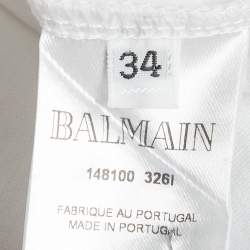 34
BALMAIN
148100 326I
FABRIQUE AU PORTUGAL
MADE IN PORTUGAL